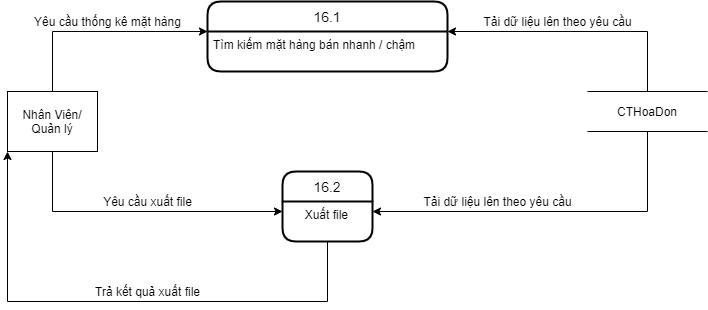 Yêu cầu thống kê mặt hàng
16.1
Tải dữ liệu lên theo yêu cầu
Tìm kiếm mặt hàng bán nhanh / chậm
Nhân Viên/
Quản lý
CTHoaDon
16.2
Yêu cầu xuất file
Xuất file
Tải dữ liệu lên theo yêu cầu
Trả kết quả xuất file